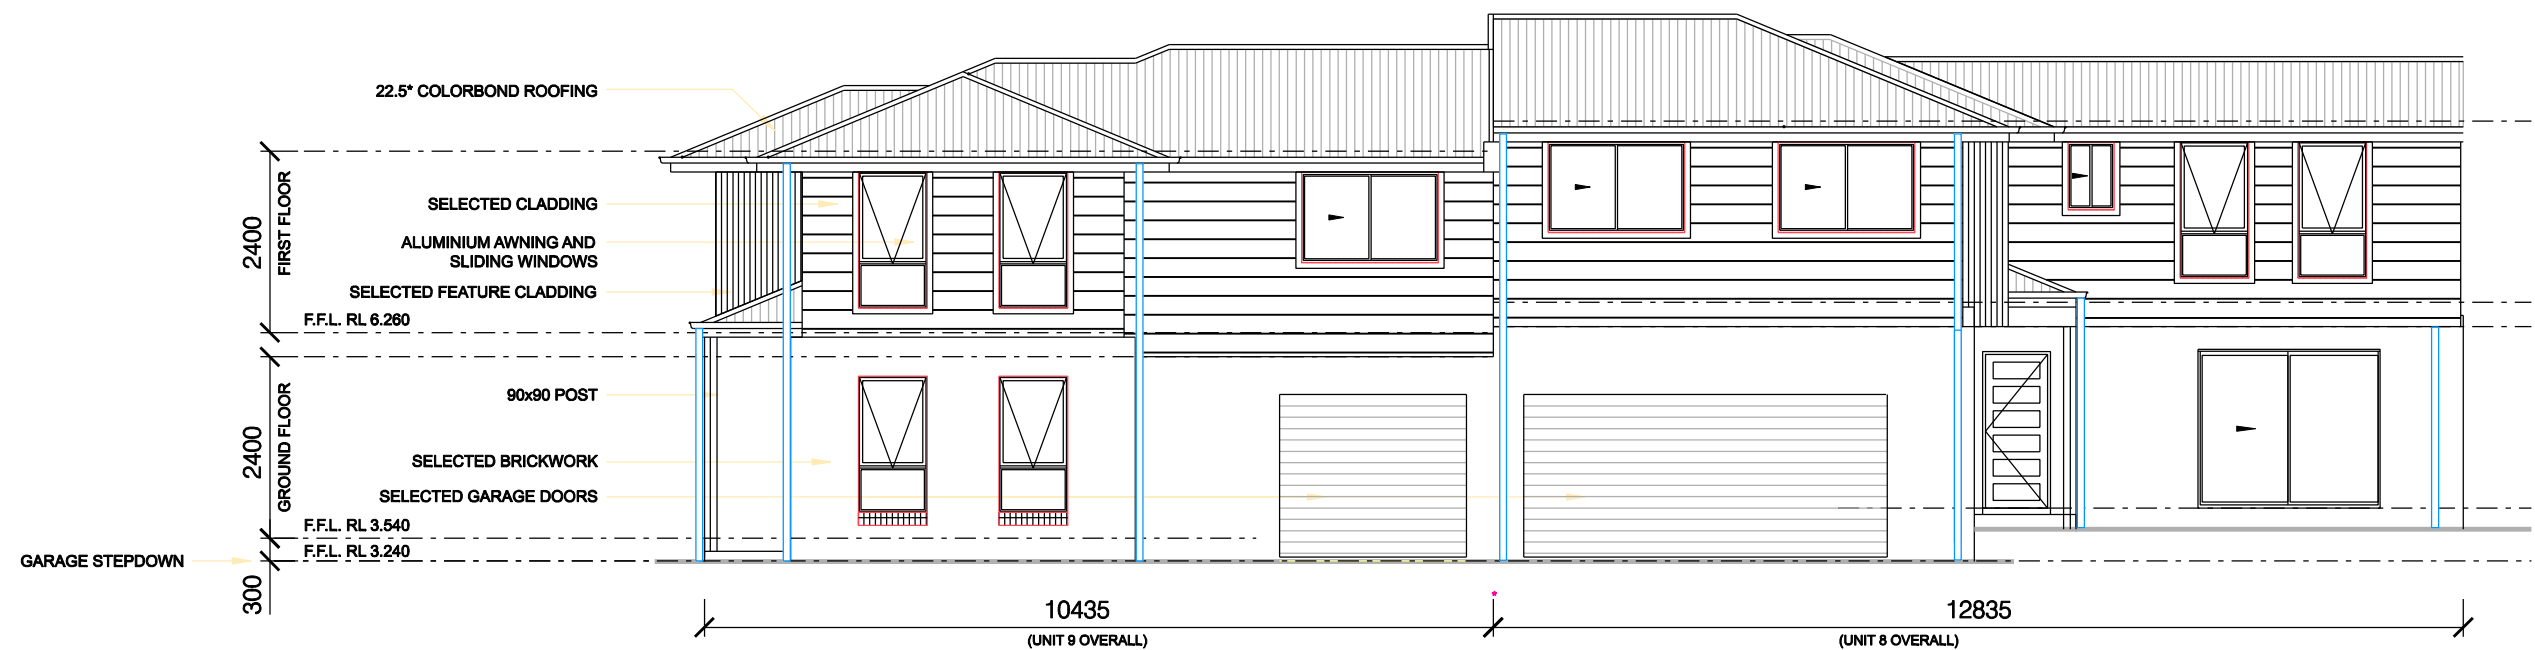 22.5* COLORBOND ROOFING
SELECTED CLADDING
ALUMINIUM AWNING AND
SLIDING WINDOWS
SELECTED FEATURE CLADDING
F.F.L. RL 6.260
2400
FIRST FLOOR
90x90 POST
SELECTED BRICKWORK
SELECTED GARAGE DOORS
2400
GROUND FLOOR
F.F.L. RL 3.540
F.F.L. RL 3.240
GARAGE STEPDOWN
300
10435
(UNIT 9 OVERALL)
*
12835
(UNIT 8 OVERALL)